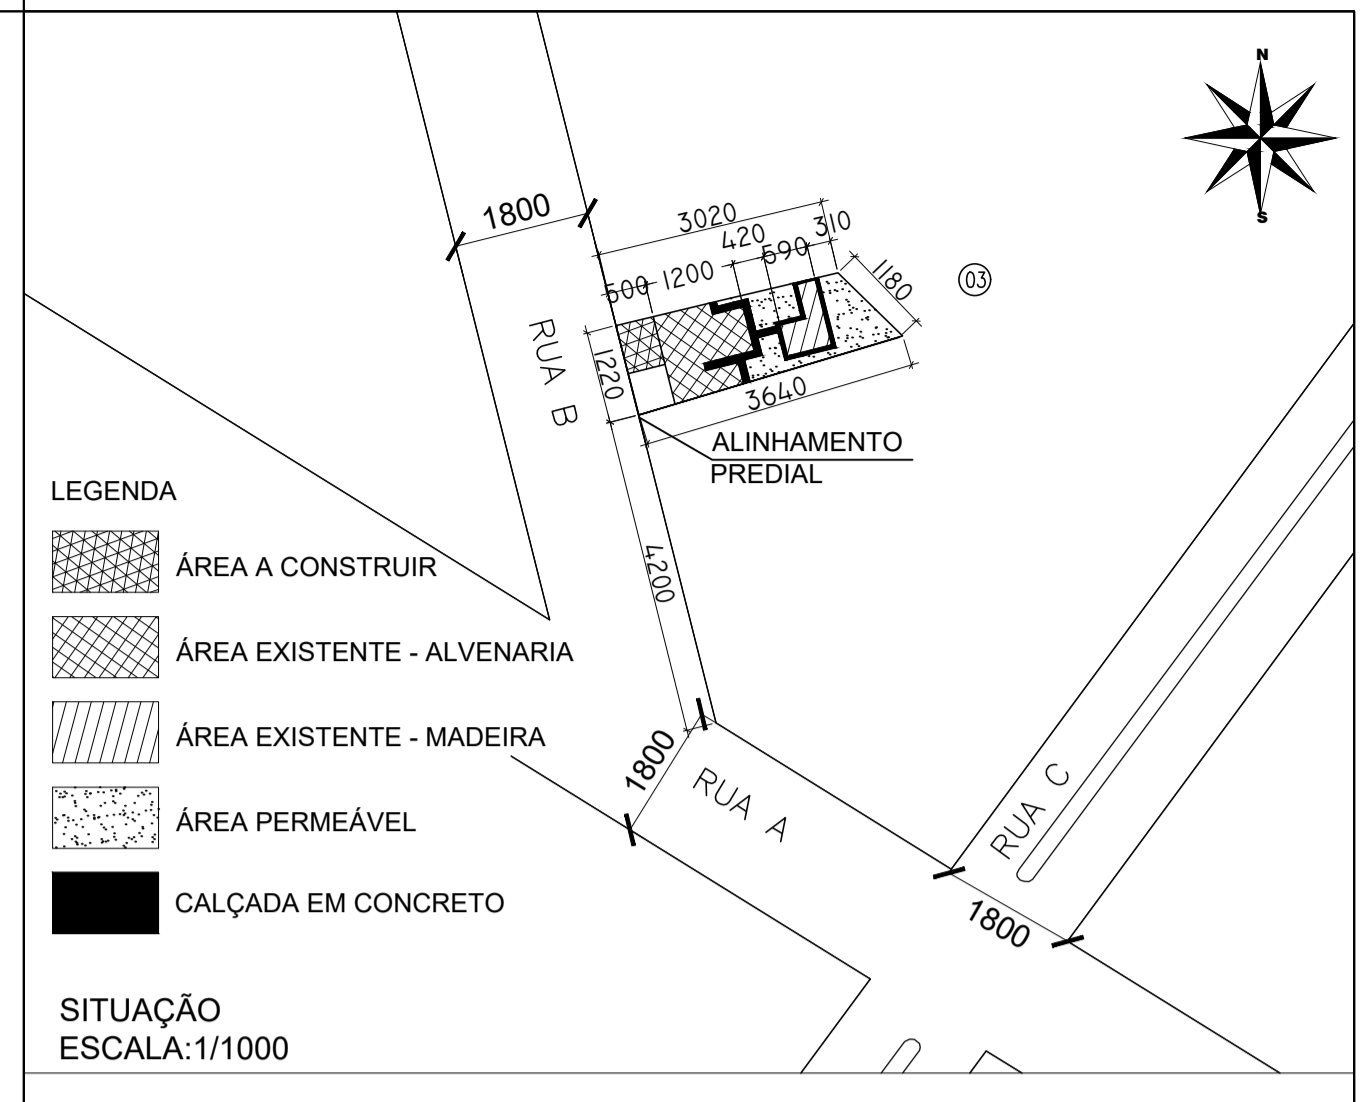 N
S
1800
3020
420
590
310
500
1200
1180
03
RUA B
1220
3640
ALINHAMENTO
PREDIAL
4200
LEGENDA
ÁREA A CONSTRUIR
ÁREA EXISTENTE - ALVENARIA
ÁREA EXISTENTE - MADEIRA
ÁREA PERMEÁVEL
CALÇADA EM CONCRETO
1800
RUA A
RUA C
1800
SITUAÇÃO
ESCALA:1/1000